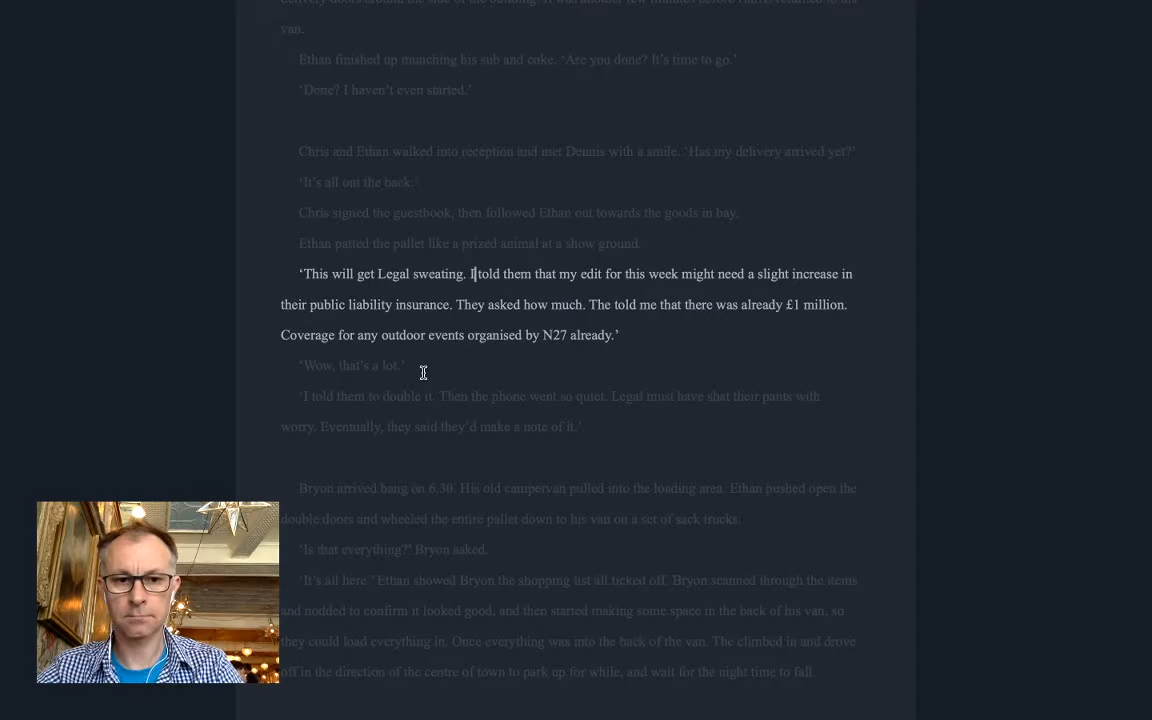 delivery doors around the side of the building. It was another few minutes before
van.
Ethan finished up munching his sub and coke. ‘Are you done? It’s time to go.’
‘Done? I haven’t even started.’
Chris and Ethan walked into reception and met Dennis with a smile. ‘Has my delivery arrived yet?’
‘It’s all out the back.’
Chris signed the guestbook, then followed Ethan out towards the goods in bay.
Ethan patted the pallet like a prized animal at a show ground.
‘This will get Legal sweating. I told them that my edit for this week might need a slight increase in
their public liability insurance. They asked how much. The told me that there was already £1 million.
Coverage for any outdoor events organised by N27 already.’
‘Wow, that’s a lot.’
‘I told them to double it. Then the phone went so quiet. Legal must have shat their pants with
worry. Eventually, they said they’d make a note of it.’
Bryon arrived bang on 6.30. His old campervan pulled into the loading area. Ethan pushed open the
double doors and wheeled the entire pallet down to his van on a set of sack trucks.
‘Is that everything?’ Bryon asked.
‘It’s all here.’ Ethan showed Bryon the shopping list all ticked off. Bryon scanned through the items
and nodded to confirm it looked good, and then started making some space in the back of his van, so
they could load everything in. Once everything was into the back of the van. The climbed in and drove
off in the direction of the centre of town to park up for while, and wait for the night time to fall.